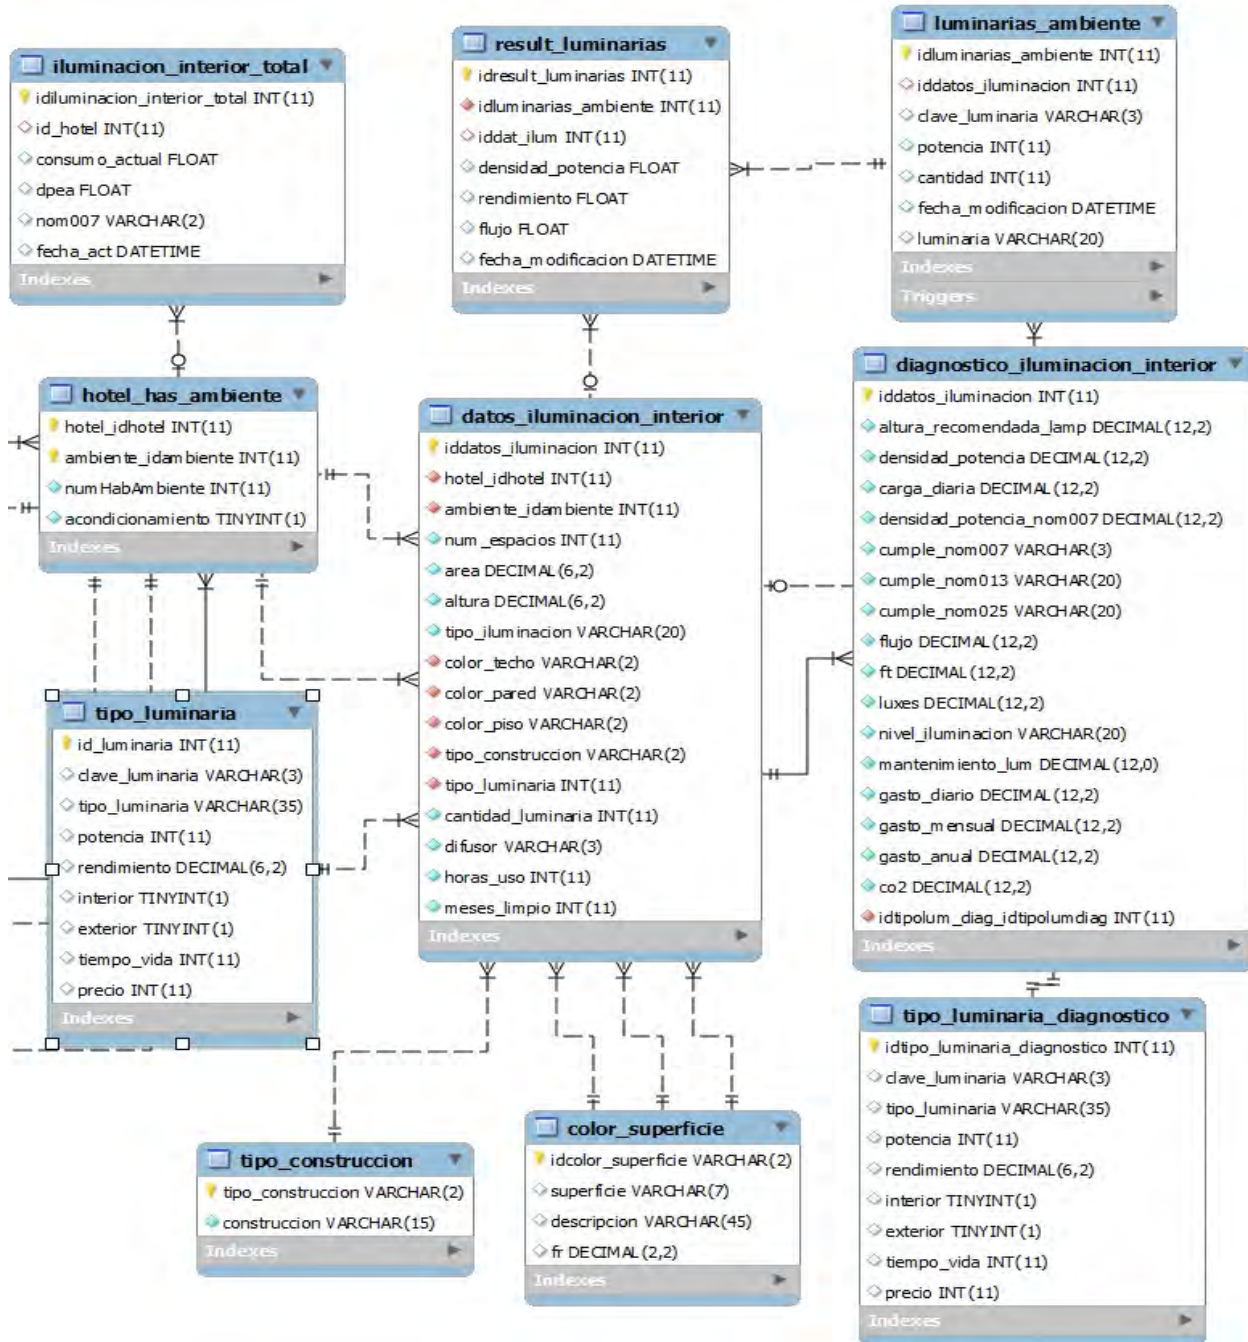 iluminacion_interior_total
idiluminacion_interior_total INT(11)
id_hotel INT(11)
consumo_actual FLOAT
dpea FLOAT
nom007 VARCHAR(2)
fecha_act DATETIME
Indexes
result_luminarias
idresult_luminarias INT(11)
idluminarias_ambiente INT(11)
iddat_ilum INT(11)
densidad_potencia FLOAT
rendimiento FLOAT
flujo FLOAT
fecha_modificacion DATETIME
Indexes
luminarias_ambiente
idluminarias_ambiente INT(11)
iddatos_iluminacion INT(11)
clave_luminaria VARCHAR(3)
potencia INT(11)
cantidad INT(11)
fecha_modificacion DATETIME
luminaria VARCHAR(20)
Indexes
Triggers
hotel_has_ambiente
hotel_idhotel INT(11)
ambiente_idambiente INT(11)
numHabAmbiente INT(11)
acondicionamiento TINYINT(1)
Indexes
datos_iluminacion_interior
iddatos_iluminacion INT(11)
hotel_idhotel INT(11)
ambiente_idambiente INT(11)
num_espacios INT(11)
area DECIMAL(6,2)
altura DECIMAL(6,2)
tipo_iluminacion VARCHAR(20)
color_techo VARCHAR(2)
color_pared VARCHAR(2)
color_piso VARCHAR(2)
tipo_construccion VARCHAR(2)
tipo_luminaria INT(11)
cantidad_luminaria INT(11)
difusor VARCHAR(3)
horas_uso INT(11)
meses_limpio INT(11)
Indexes
diagnostico_iluminacion_interior
iddatos_iluminacion INT(11)
altura_recomendada_lamp DECIMAL(12,2)
densidad_potencia DECIMAL(12,2)
carga_diaria DECIMAL(12,2)
densidad_potencia_nom007 DECIMAL(12,2)
cumple_nom007 VARCHAR(3)
cumple_nom013 VARCHAR(20)
cumple_nom025 VARCHAR(20)
flujo DECIMAL(12,2)
ft DECIMAL(12,2)
luxes DECIMAL(12,2)
nivel_iluminacion VARCHAR(20)
mantenimiento_lum DECIMAL(12,0)
gasto_diario DECIMAL(12,2)
gasto_mensual DECIMAL(12,2)
gasto_anual DECIMAL(12,2)
co2 DECIMAL(12,2)
idtipolum_diag_idtipolumdiag INT(11)
Indexes
tipo_luminaria
id_luminaria INT(11)
clave_luminaria VARCHAR(3)
tipo_luminaria VARCHAR(35)
potencia INT(11)
rendimiento DECIMAL(6,2)
interior TINYINT(1)
exterior TINYINT(1)
tiempo_vida INT(11)
precio INT(11)
Indexes
tipo_construccion
tipo_construccion VARCHAR(2)
construccion VARCHAR(15)
Indexes
color_superficie
idcolor_superficie VARCHAR(2)
superficie VARCHAR(7)
descripcion VARCHAR(45)
fr DECIMAL(2,2)
Indexes
tipo_luminaria_diagnostico
idtipo_luminaria_diagnostico INT(11)
clave_luminaria VARCHAR(3)
tipo_luminaria VARCHAR(35)
potencia INT(11)
rendimiento DECIMAL(6,2)
interior TINYINT(1)
exterior TINYINT(1)
tiempo_vida INT(11)
precio INT(11)
Indexes